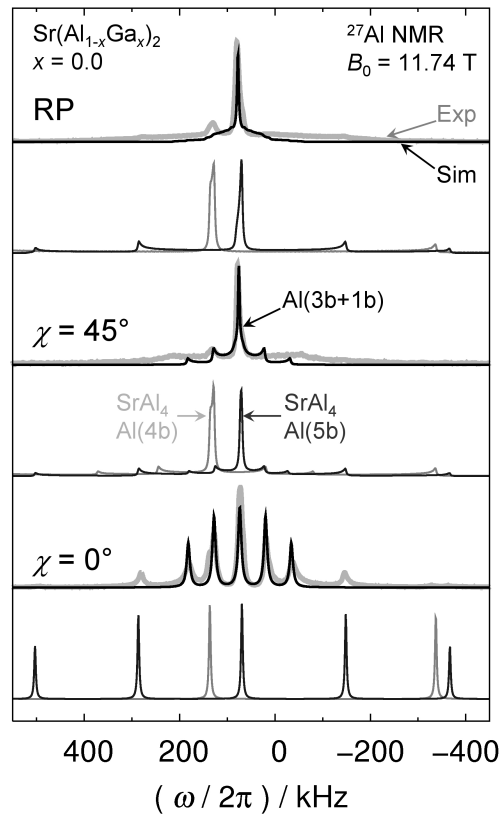 Sr(Al₁₋ₓGaₓ)₂
²⁷Al NMR
x = 0.0
B₀ = 11.74 T
RP
Exp
Sim
Al(3b+1b)
χ = 45°
SrAl₄
Al(4b)
SrAl₄
Al(5b)
χ = 0°
400 200 0 −200 −400
( ω / 2π ) / kHz